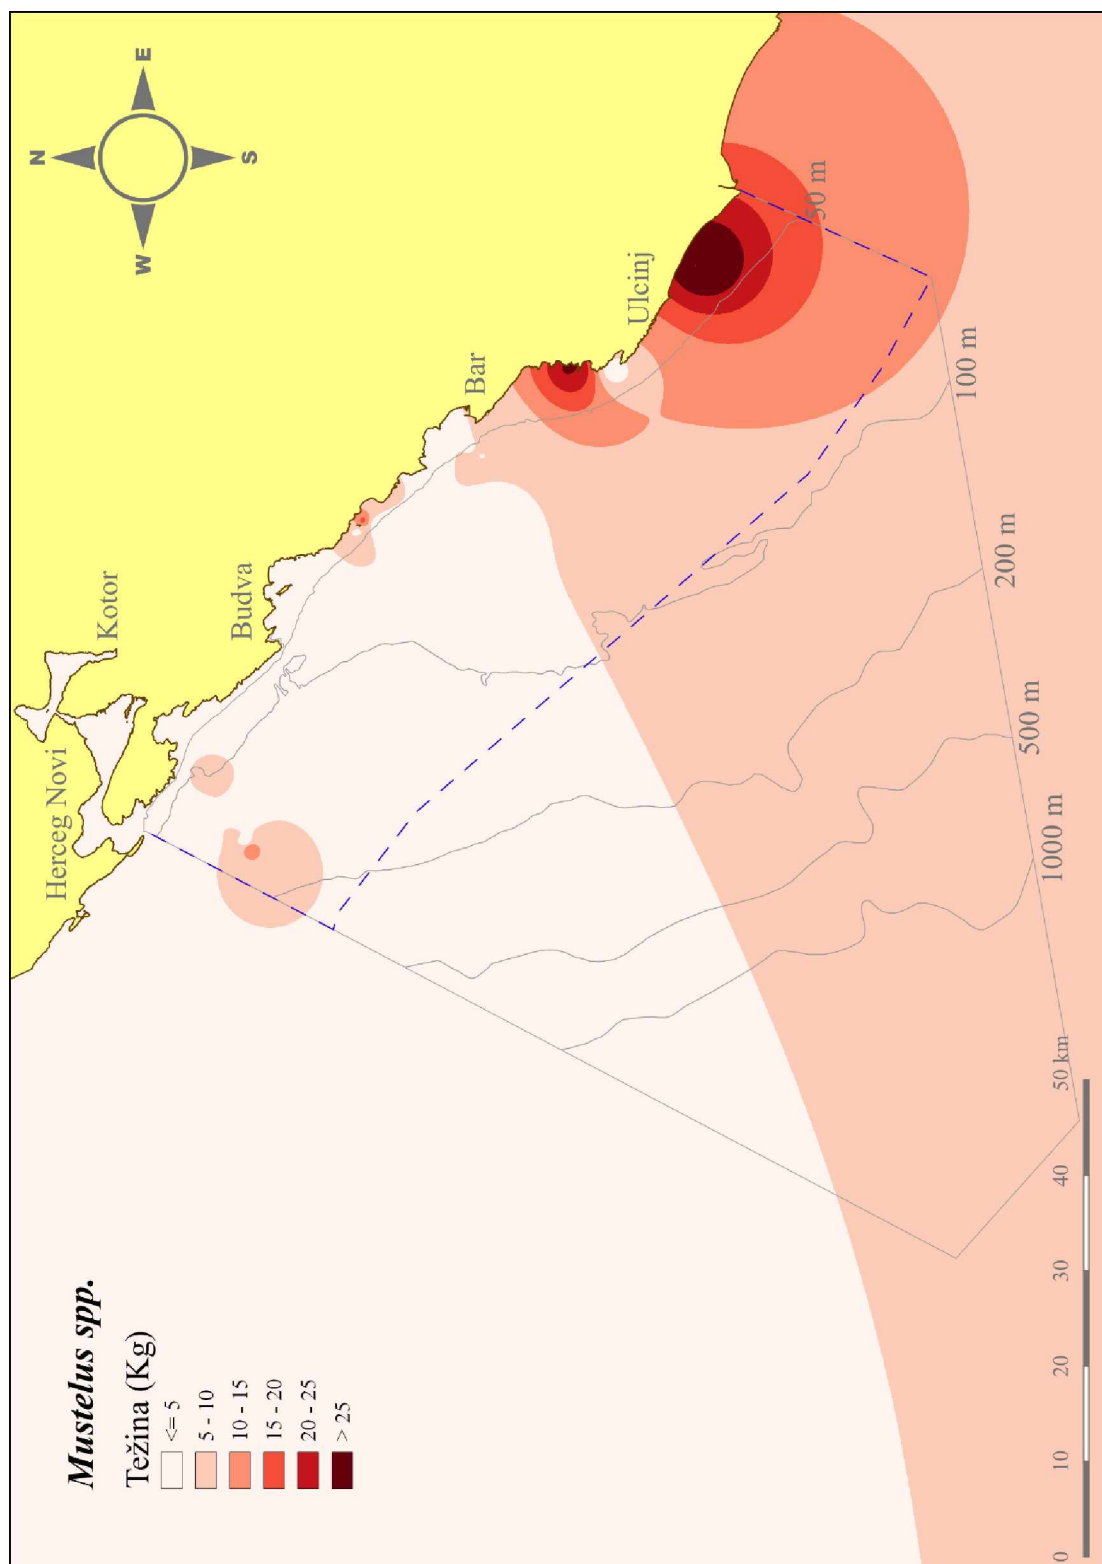 Mustelus spp.
Težina (Kg)
<= 5
5 - 10
10 - 15
15 - 20
20 - 25
> 25
N
W
E
S
Herceg Novi
Kotor
Budva
Bar
Ulcinj
50 m
100 m
200 m
500 m
1000 m
0
10
20
30
40
50 km